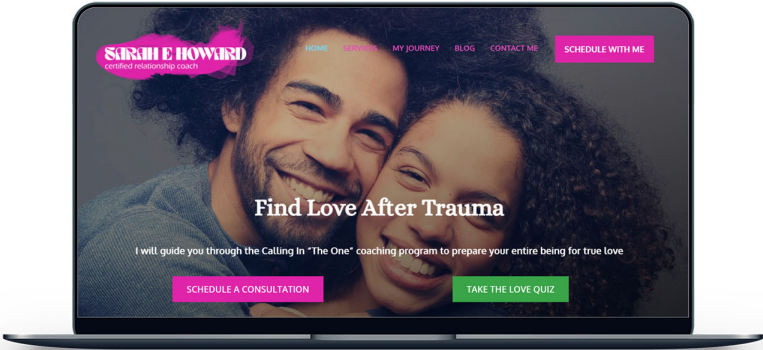 SARAH E HOWARD
certified relationship coach
HOME SERVICES MY JOURNEY BLOG CONTACT ME SCHEDULE WITH ME
Find Love After Trauma
I will guide you through the Calling In “The One” coaching program to prepare your entire being for true love
SCHEDULE A CONSULTATION TAKE THE LOVE QUIZ